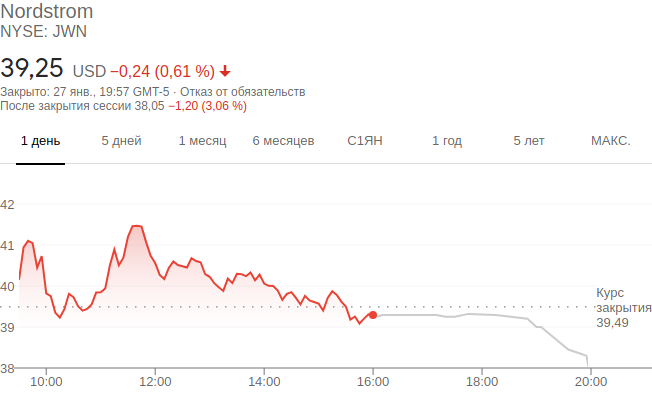 Nordstrom
NYSE: JWN
39,25 USD −0,24 (0,61 %)
Закрыто: 27 янв., 19:57 GMT-5 · Отказ от обязательств
После закрытия сессии 38,05 −1,20 (3,06 %)
1 день 5 дней 1 месяц 6 месяцев С1ЯН 1 год 5 лет МАКС.
42
41
40
Курс
закрытия
39,49
39
38
10:00 12:00 14:00 16:00 18:00 20:00